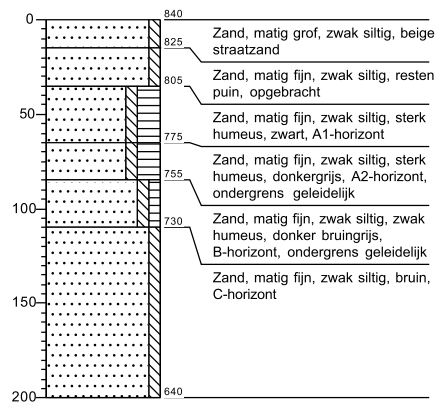 840
0
Zand, matig grof, zwak siltig, beige
straatzand
825
Zand, matig fijn, zwak siltig, resten
puin, opgebracht
805
50
Zand, matig fijn, zwak siltig, sterk
humeus, zwart, A1-horizont
775
Zand, matig fijn, zwak siltig, sterk
humeus, donkergrijs, A2-horizont,
ondergrens geleidelijk
755
100
Zand, matig fijn, zwak siltig, zwak
humeus, donker bruingrijs,
B-horizont, ondergrens geleidelijk
730
Zand, matig fijn, zwak siltig, bruin,
C-horizont
150
640
200